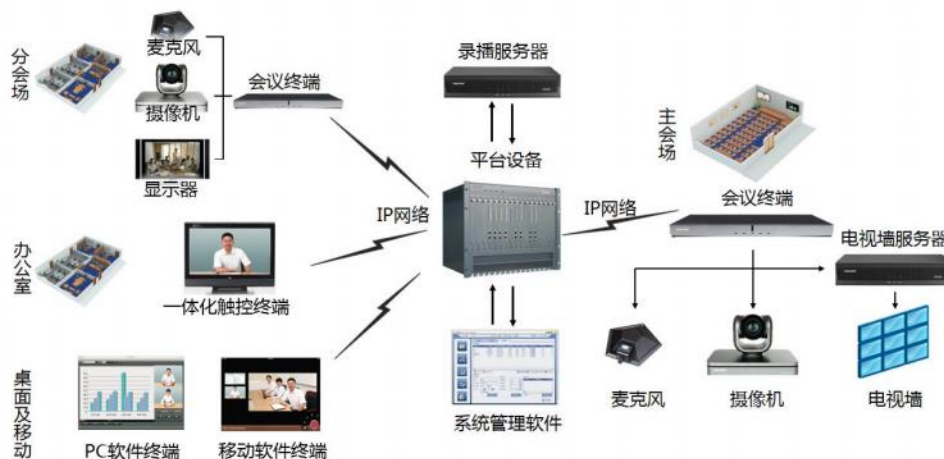 分会场
麦克风
摄像机
显示器
会议终端
录播服务器
平台设备
主会场
会议终端
IP网络
IP网络
电视墙服务器
办公室
一体化触控终端
麦克风
摄像机
电视墙
系统管理软件
桌面及移动
PC软件终端
移动软件终端